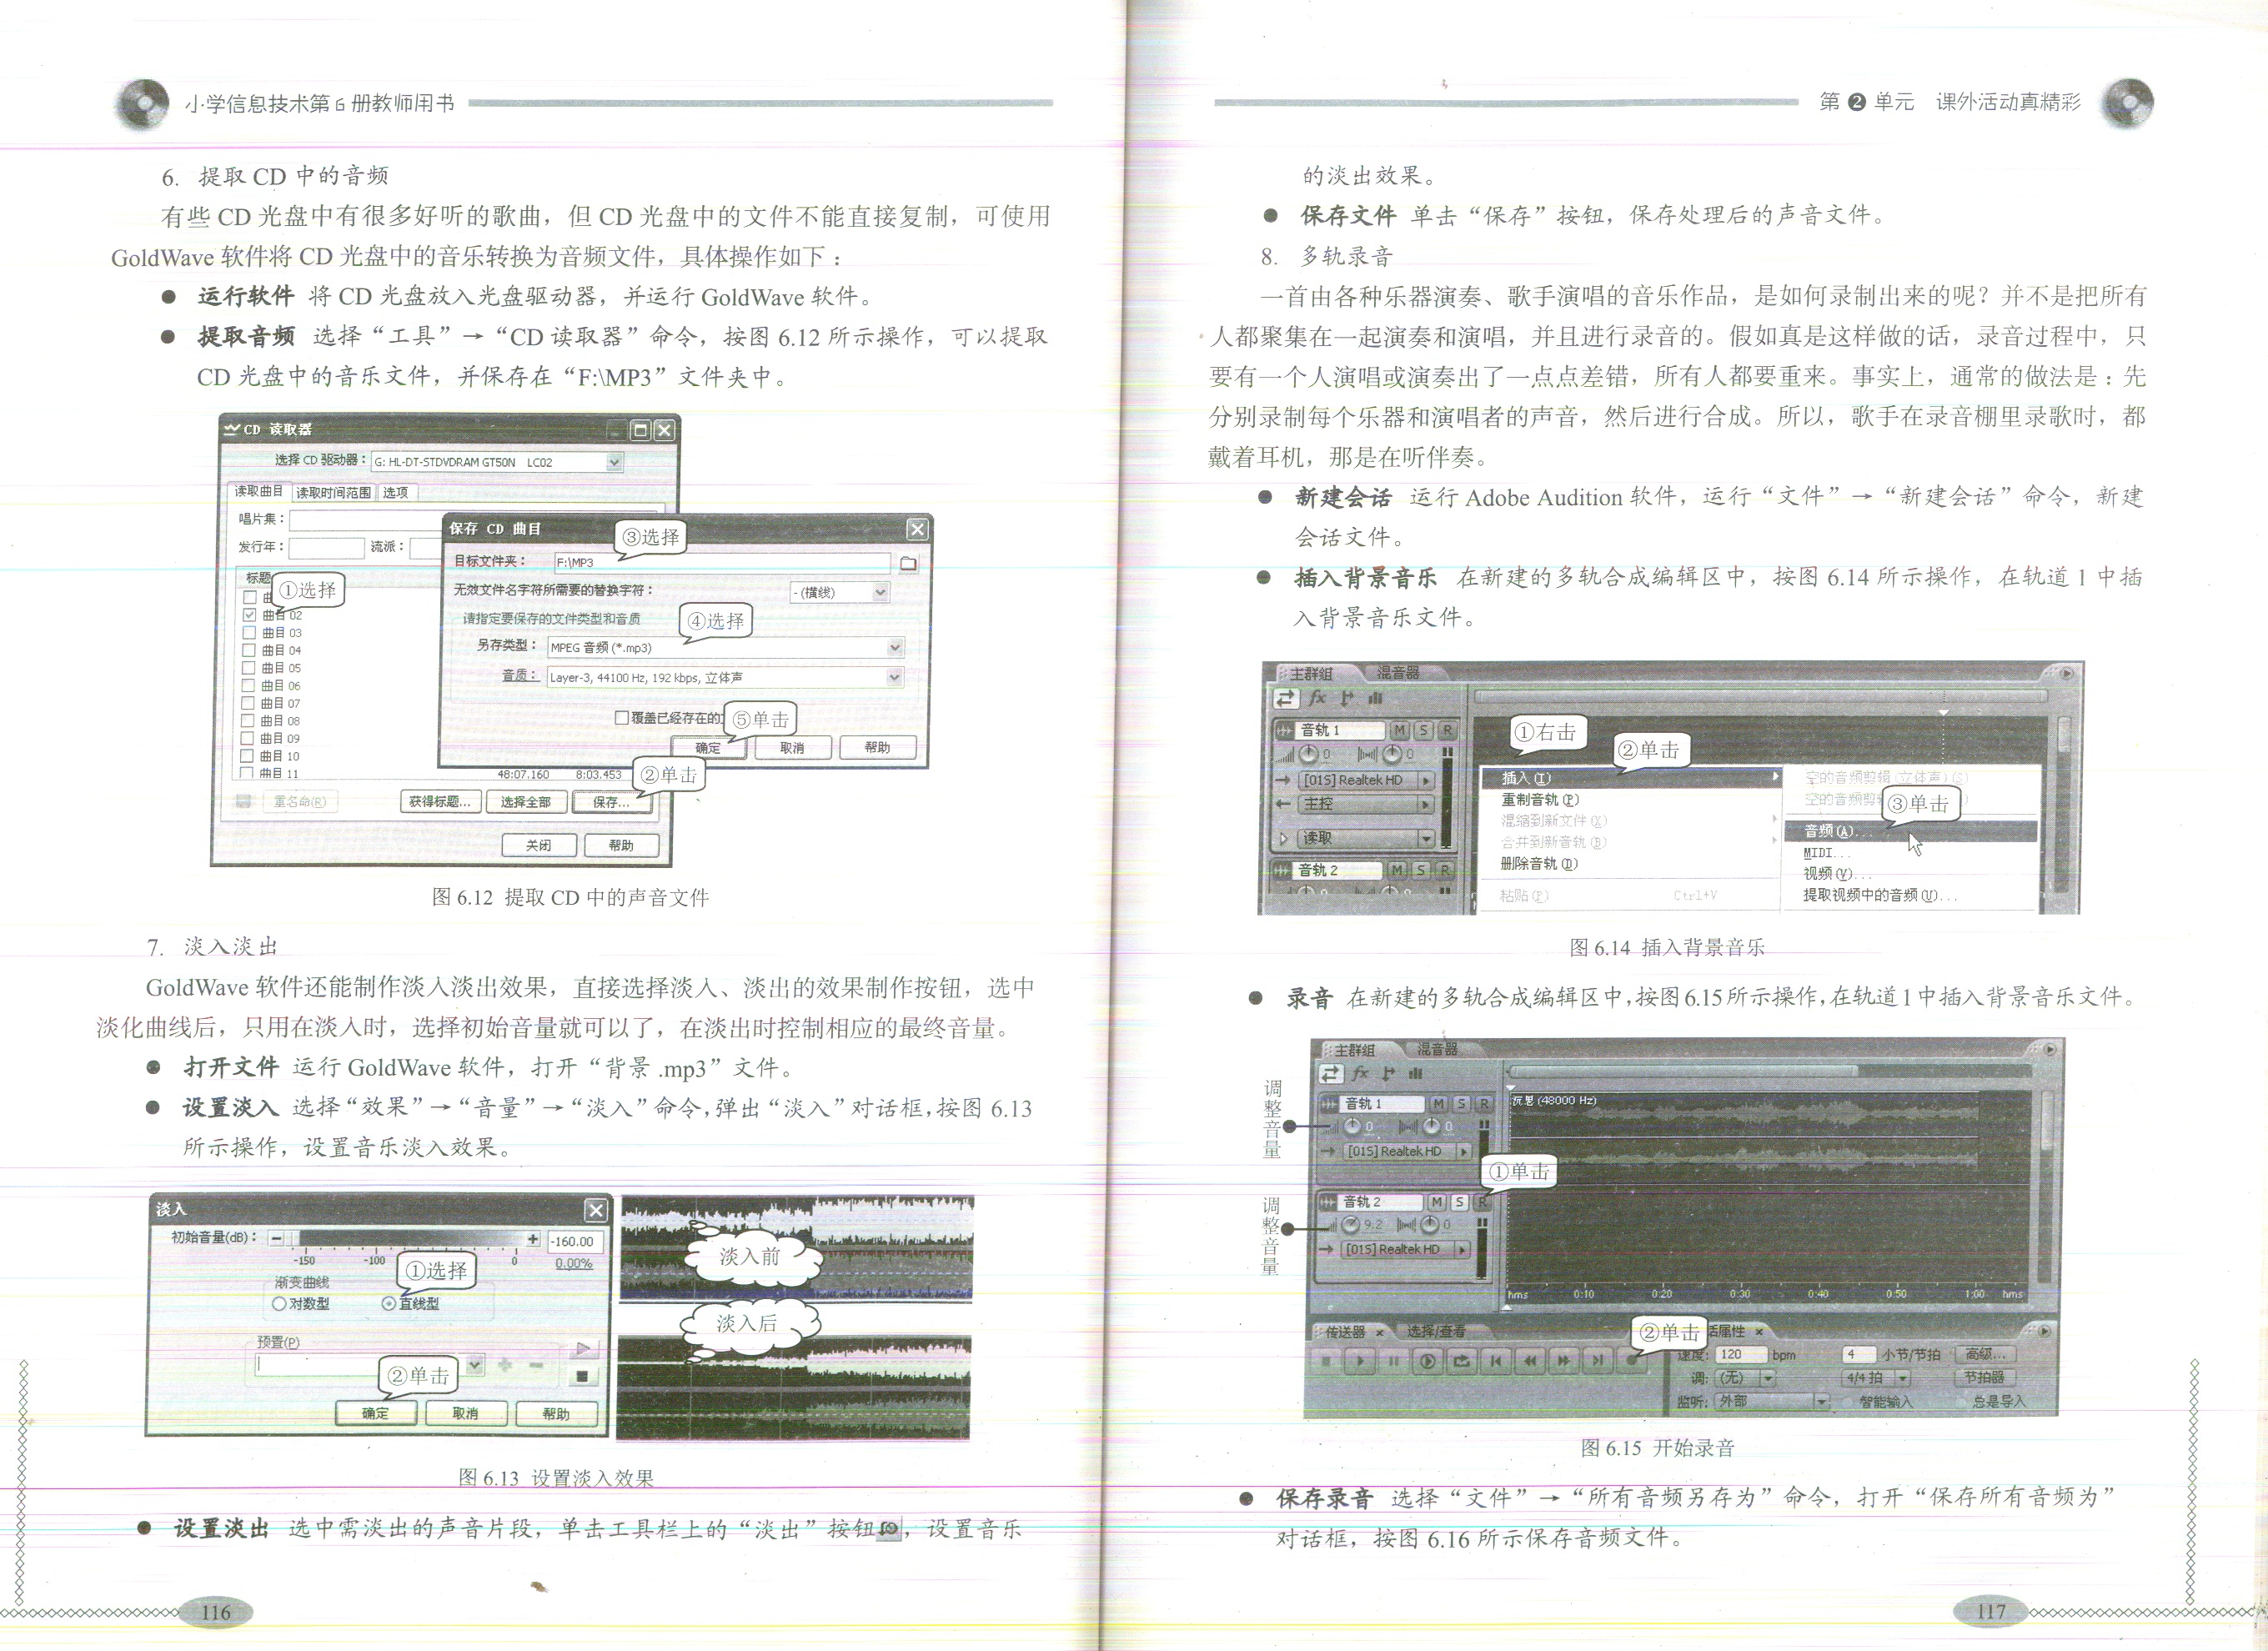 小学信息技术第6册教师用书
6. 提取 CD 中的音频
有些 CD 光盘中有很多好听的歌曲，但 CD 光盘中的文件不能直接复制，可使用
GoldWave 软件将 CD 光盘中的音乐转换为音频文件，具体操作如下：
● 运行软件 将 CD 光盘放入光盘驱动器，并运行 GoldWave 软件。
● 提取音频 选择“工具”→“CD 读取器”命令，按图 6.12 所示操作，可以提取
CD 光盘中的音乐文件，并保存在“F:\MP3”文件夹中。
CD 读取器
选择 CD 驱动器： G: HL-DT-STDVDRAM GT50N LC02
读取曲目 读取时间范围 选项
唱片集：
发行年： 流派：
标题
①选择
曲目 02
曲目 03
曲目 04
曲目 05
曲目 06
曲目 07
曲目 08
曲目 09
曲目 10
曲目 11
48:07.160 8:03.453
②单击
重名命(R) 获得标题... 选择全部 保存...
关闭 帮助
保存 CD 曲目
③选择
目标文件夹： F:\MP3
无效文件名字符所需要的替换字符： - (横线)
请指定要保存的文件类型和音质
④选择
另存类型： MPEG 音频 (*.mp3)
音质： Layer-3, 44100 Hz, 192 kbps, 立体声
覆盖已经存在的
⑤单击
确定 取消 帮助
图 6.12 提取 CD 中的声音文件
7. 淡入淡出
GoldWave 软件还能制作淡入淡出效果，直接选择淡入、淡出的效果制作按钮，选中
淡化曲线后，只用在淡入时，选择初始音量就可以了，在淡出时控制相应的最终音量。
● 打开文件 运行 GoldWave 软件，打开“背景 .mp3”文件。
● 设置淡入 选择“效果”→“音量”→“淡入”命令，弹出“淡入”对话框，按图 6.13
所示操作，设置音乐淡入效果。
淡入
初始音量(dB)： -160.00
-150 -100 0 0.00%
①选择
渐变曲线
对数型 直线型
预置(P)
②单击
确定 取消 帮助
淡入前
淡入后
图 6.13 设置淡入效果
● 设置淡出 选中需淡出的声音片段，单击工具栏上的“淡出”按钮，设置音乐
116
第 2 单元 课外活动真精彩
的淡出效果。
● 保存文件 单击“保存”按钮，保存处理后的声音文件。
8. 多轨录音
一首由各种乐器演奏、歌手演唱的音乐作品，是如何录制出来的呢？并不是把所有
人都聚集在一起演奏和演唱，并且进行录音的。假如真是这样做的话，录音过程中，只
要有一个人演唱或演奏出了一点点差错，所有人都要重来。事实上，通常的做法是：先
分别录制每个乐器和演唱者的声音，然后进行合成。所以，歌手在录音棚里录歌时，都
戴着耳机，那是在听伴奏。
● 新建会话 运行 Adobe Audition 软件，运行“文件”→“新建会话”命令，新建
会话文件。
● 插入背景音乐 在新建的多轨合成编辑区中，按图 6.14 所示操作，在轨道 1 中插
入背景音乐文件。
主群组 混音器
fx
音轨 1 M S R
0 0
[01S] Realtek HD
主控
读取
音轨 2 M S R
①右击
②单击
插入(I)
重制音轨(P)
混缩到新文件(X)
合并到新音轨(B)
删除音轨(D)
粘贴(P) Ctrl+V
空的音频剪辑(立体声)(S)
空的音频剪
③单击
音频(A)...
MIDI...
视频(V)...
提取视频中的音频(U)...
图 6.14 插入背景音乐
● 录音 在新建的多轨合成编辑区中，按图 6.15 所示操作，在轨道 1 中插入背景音乐文件。
调整音量
调整音量
主群组 混音器
fx
音轨 1 M S R
0 0
[01S] Realtek HD
①单击
音轨 2 M S R
9.2 0
[01S] Realtek HD
(48000 Hz)
hms 0:10 0:20 0:30 0:40 0:50 1:00 hms
传送器 × 选择/查看
②单击
话属性 ×
速度: 120 bpm 4 小节/节拍 高级...
调: (无) 4/4 拍 节拍器
监听: 外部 智能输入 总是导入
图 6.15 开始录音
● 保存录音 选择“文件”→“所有音频另存为”命令，打开“保存所有音频为”
对话框，按图 6.16 所示保存音频文件。
117